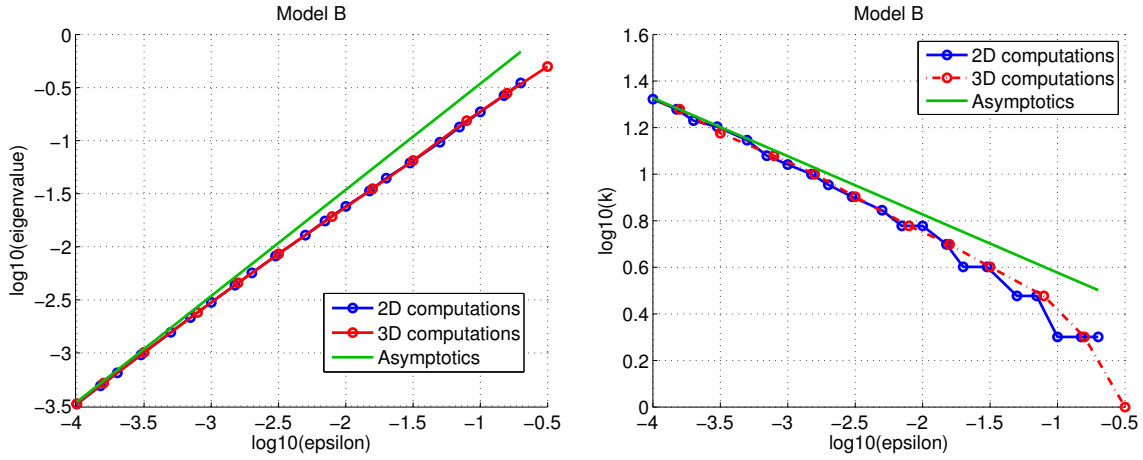 Model B
0
−0.5
−1
−1.5
−2
−2.5
−3
−3.5
−4 −3.5 −3 −2.5 −2 −1.5 −1 −0.5
log10(epsilon)
log10(eigenvalue)
2D computations
3D computations
Asymptotics
Model B
1.6
1.4
1.2
1
0.8
0.6
0.4
0.2
0
−4 −3.5 −3 −2.5 −2 −1.5 −1 −0.5
log10(epsilon)
log10(k)
2D computations
3D computations
Asymptotics